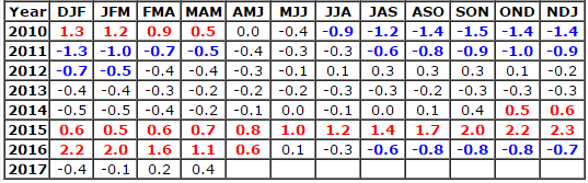 Year DJF JFM FMA MAM AMJ MJJ JJA JAS ASO SON OND NDJ
2010 1.3 1.2 0.9 0.5 0.0 -0.4 -0.9 -1.2 -1.4 -1.5 -1.4 -1.4
2011 -1.3 -1.0 -0.7 -0.5 -0.4 -0.3 -0.3 -0.6 -0.8 -0.9 -1.0 -0.9
2012 -0.7 -0.5 -0.4 -0.4 -0.3 -0.1 0.1 0.3 0.3 0.3 0.1 -0.2
2013 -0.4 -0.4 -0.3 -0.2 -0.2 -0.2 -0.3 -0.3 -0.2 -0.3 -0.3 -0.3
2014 -0.5 -0.5 -0.4 -0.2 -0.1 0.0 -0.1 0.0 0.1 0.4 0.5 0.6
2015 0.6 0.5 0.6 0.7 0.8 1.0 1.2 1.4 1.7 2.0 2.2 2.3
2016 2.2 2.0 1.6 1.1 0.6 0.1 -0.3 -0.6 -0.8 -0.8 -0.8 -0.7
2017 -0.4 -0.1 0.2 0.4